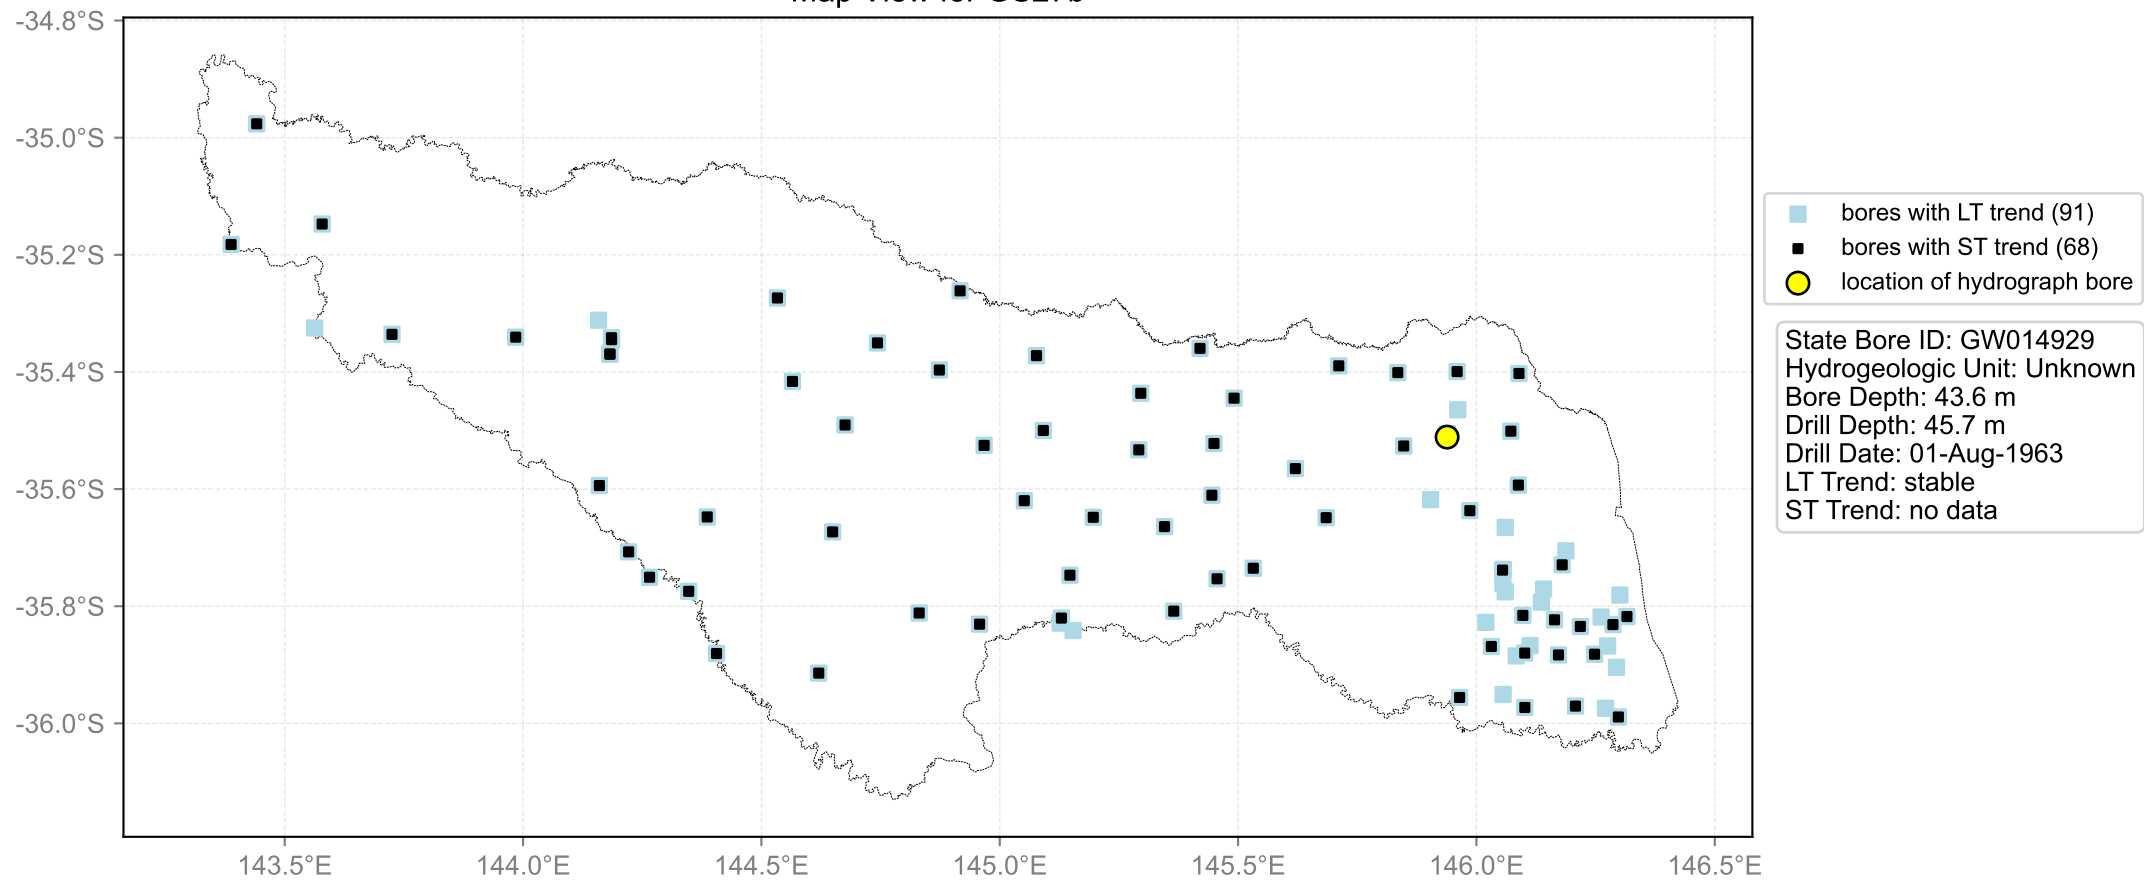 -34.8°S
-35.0°S
-35.2°S
-35.4°S
-35.6°S
-35.8°S
-36.0°S
143.5°E
144.0°E
144.5°E
145.0°E
145.5°E
146.0°E
146.5°E
bores with LT trend (91)
bores with ST trend (68)
location of hydrograph bore
State Bore ID: GW014929
Hydrogeologic Unit: Unknown
Bore Depth: 43.6 m
Drill Depth: 45.7 m
Drill Date: 01-Aug-1963
LT Trend: stable
ST Trend: no data